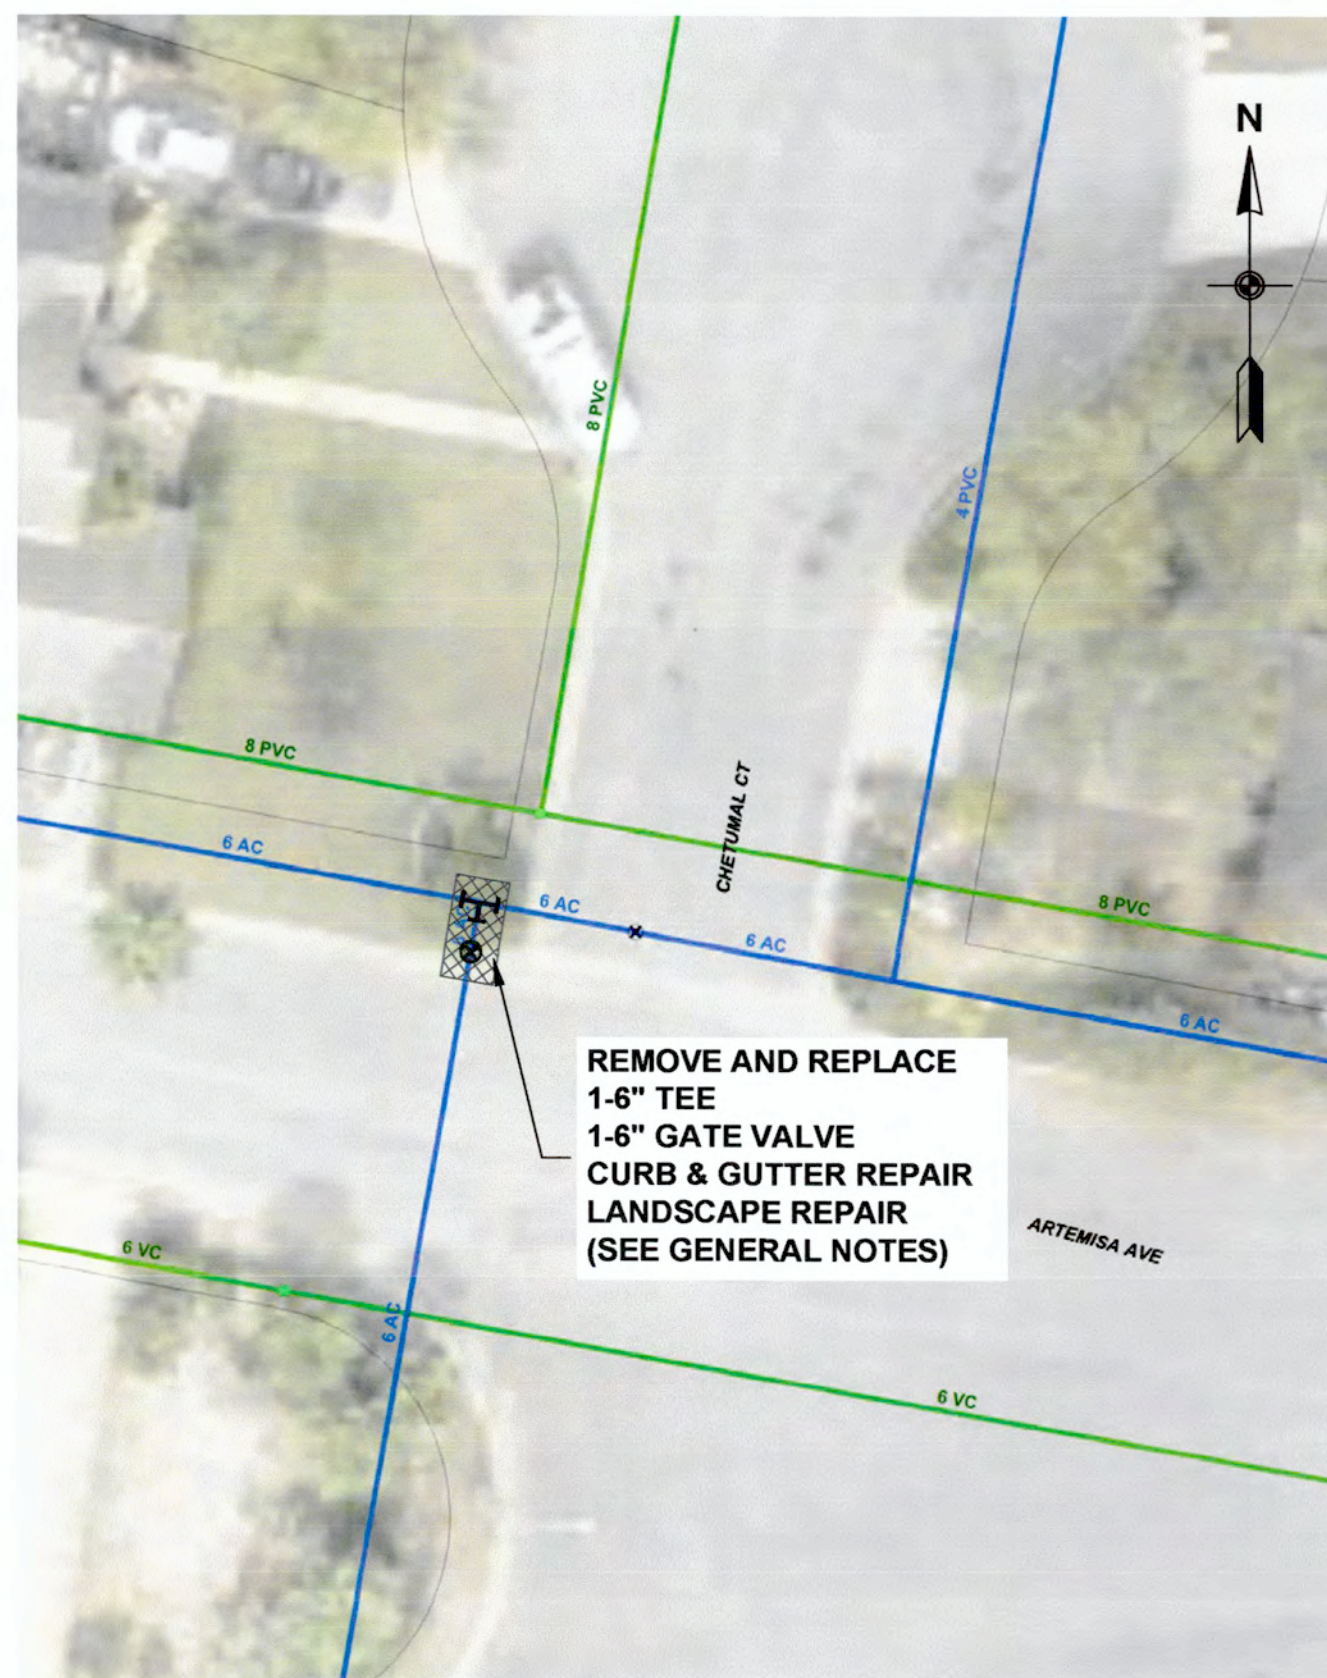 N
8 PVC
4 PVC
8 PVC
CHETUMAL CT
6 AC
6 AC
6 AC
8 PVC
6 AC
6 AC
REMOVE AND REPLACE
1-6" TEE
1-6" GATE VALVE
CURB & GUTTER REPAIR
LANDSCAPE REPAIR
(SEE GENERAL NOTES)
ARTEMISA AVE
6 VC
6 AC
6 VC